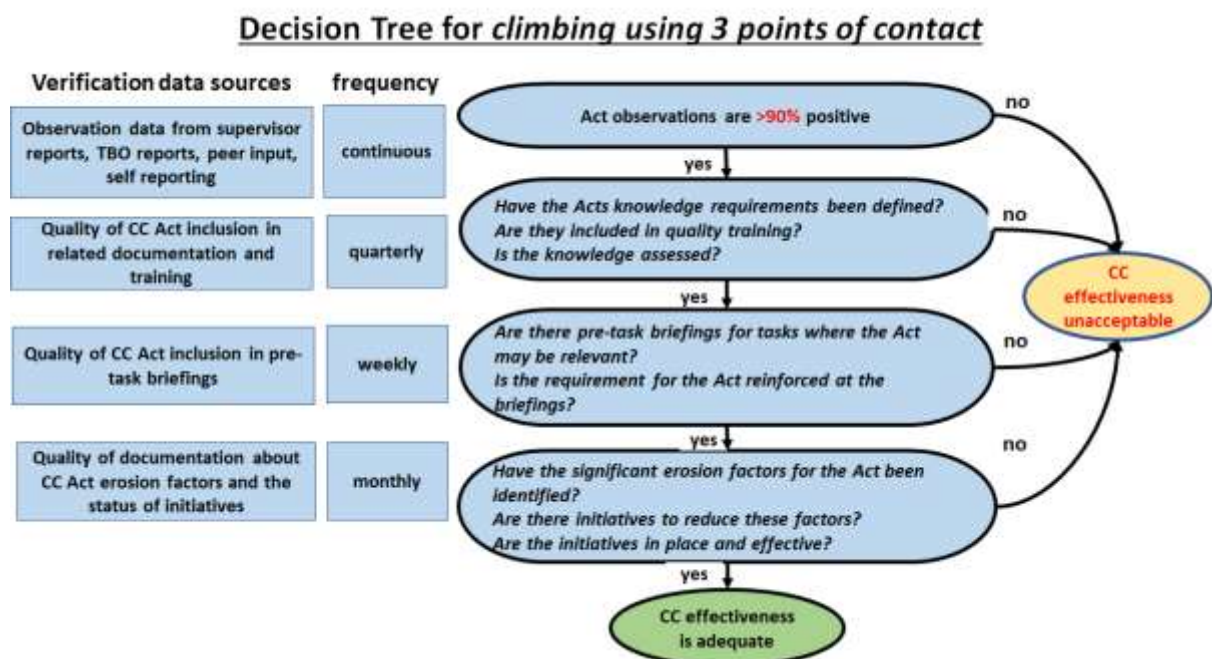 Decision Tree for climbing using 3 points of contact
Verification data sources
frequency
Observation data from supervisor
reports, TBO reports, peer input,
self reporting
continuous
Act observations are >90% positive
no
yes
Quality of CC Act inclusion in
related documentation and
training
quarterly
Have the Acts knowledge requirements been defined?
Are they included in quality training?
Is the knowledge assessed?
no
yes
CC
effectiveness
unacceptable
Quality of CC Act inclusion in pre-
task briefings
weekly
Are there pre-task briefings for tasks where the Act
may be relevant?
Is the requirement for the Act reinforced at the
briefings?
no
yes
Quality of documentation about
CC Act erosion factors and the
status of initiatives
monthly
Have the significant erosion factors for the Act been
identified?
Are there initiatives to reduce these factors?
Are the initiatives in place and effective?
no
yes
CC effectiveness
is adequate